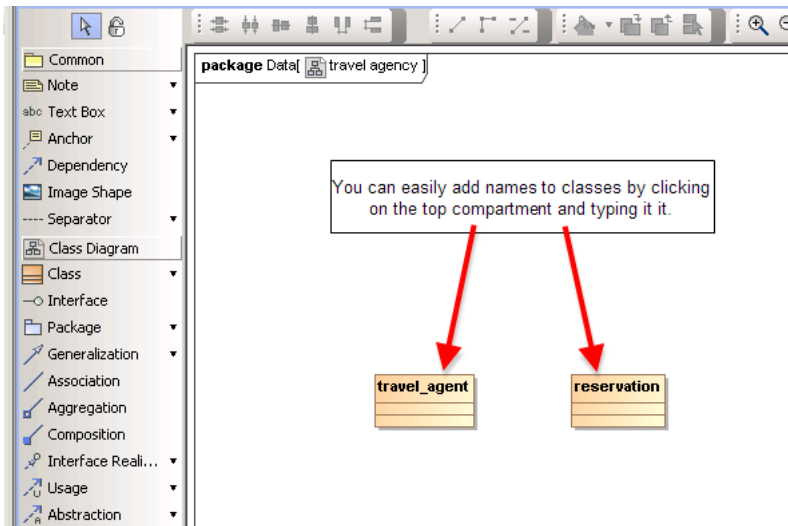 Common
Note
abc Text Box
Anchor
Dependency
Image Shape
Separator
Class Diagram
Class
Interface
Package
Generalization
Association
Aggregation
Composition
Interface Reali...
Usage
Abstraction
package Data[ travel agency ]
You can easily add names to classes by clicking
on the top compartment and typing it it.
travel_agent
reservation